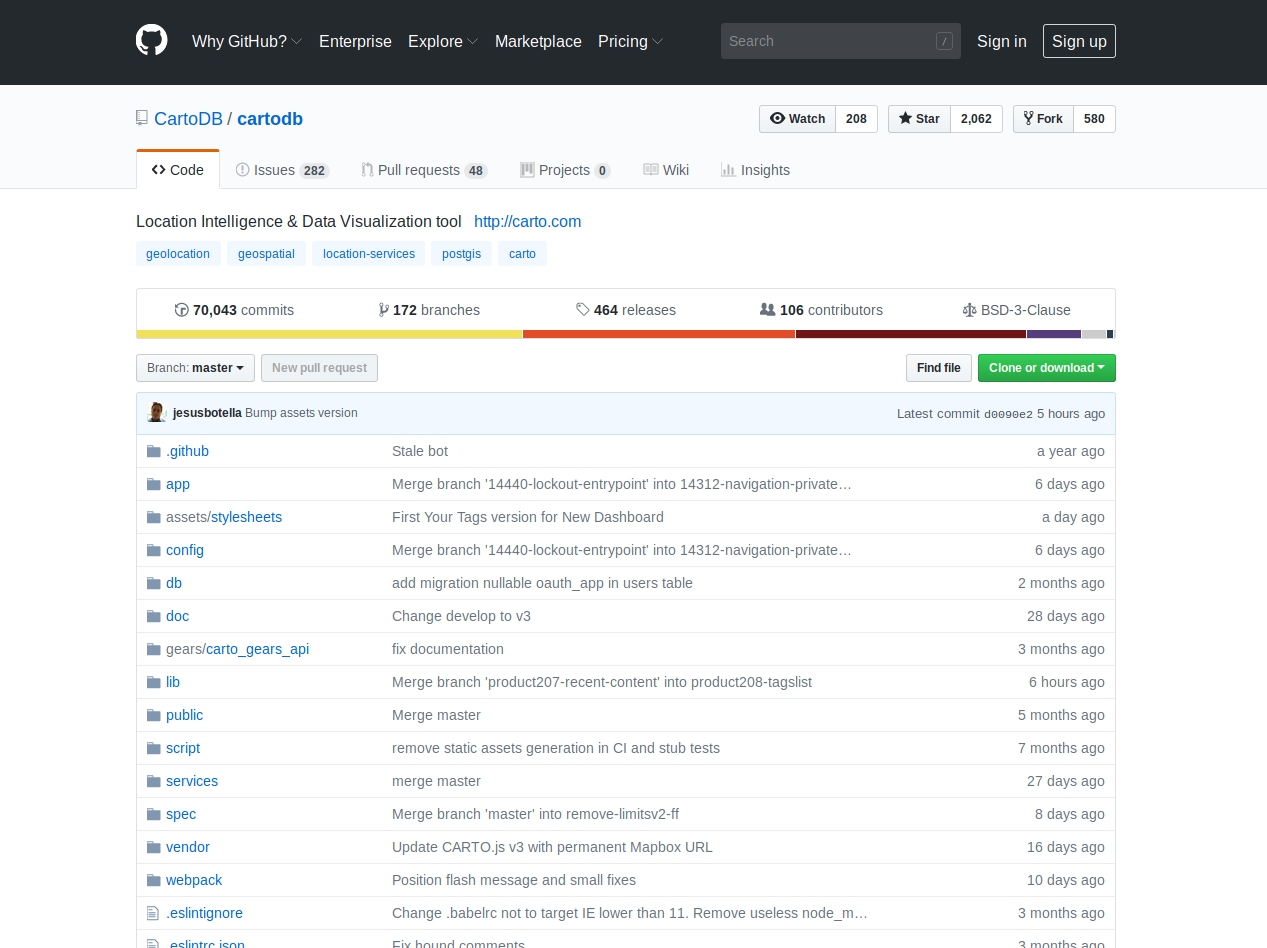 Why GitHub? Enterprise Explore Marketplace Pricing Search / Sign in Sign up
CartoDB / cartodb Watch 208 Star 2,062 Fork 580
Code Issues 282 Pull requests 48 Projects 0 Wiki Insights
Location Intelligence & Data Visualization tool http://carto.com
geolocation geospatial location-services postgis carto
70,043 commits 172 branches 464 releases 106 contributors BSD-3-Clause
Branch: master New pull request Find file Clone or download
jesusbotella Bump assets version Latest commit d0090e2 5 hours ago
.github Stale bot a year ago
app Merge branch '14440-lockout-entrypoint' into 14312-navigation-private… 6 days ago
assets/stylesheets First Your Tags version for New Dashboard a day ago
config Merge branch '14440-lockout-entrypoint' into 14312-navigation-private… 6 days ago
db add migration nullable oauth_app in users table 2 months ago
doc Change develop to v3 28 days ago
gears/carto_gears_api fix documentation 3 months ago
lib Merge branch 'product207-recent-content' into product208-tagslist 6 hours ago
public Merge master 5 months ago
script remove static assets generation in CI and stub tests 7 months ago
services merge master 27 days ago
spec Merge branch 'master' into remove-limitsv2-ff 8 days ago
vendor Update CARTO.js v3 with permanent Mapbox URL 16 days ago
webpack Position flash message and small fixes 10 days ago
.eslintignore Change .babelrc not to target IE lower than 11. Remove useless node_m… 3 months ago
.eslintrc.json Fix hound comments 3 months ago